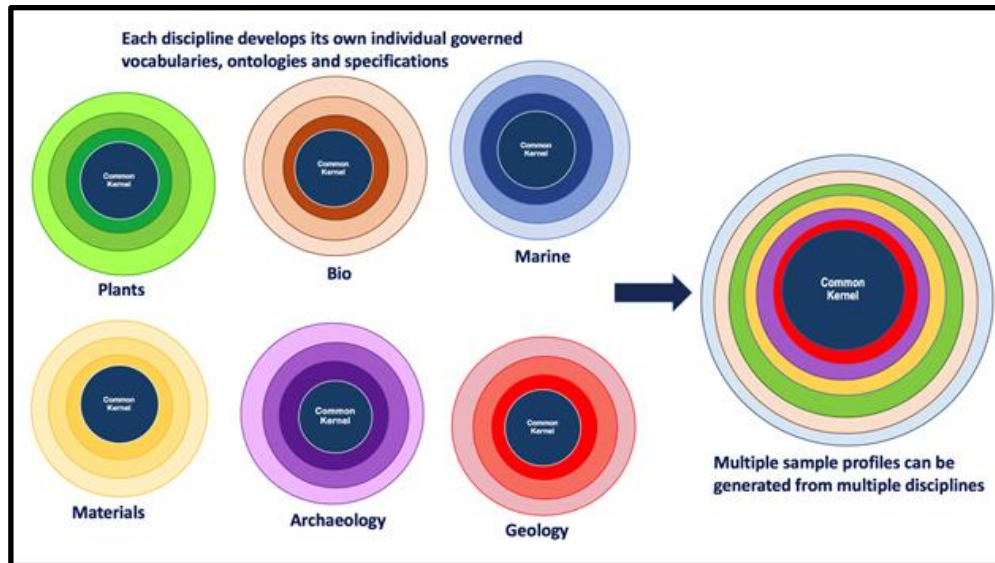 Each discipline develops its own individual governed
vocabularies, ontologies and specifications
Common
Kernel
Plants
Common
Kernel
Bio
Common
Kernel
Marine
Common
Kernel
Materials
Common
Kernel
Archaeology
Common
Kernel
Geology
Common
Kernel
Multiple sample profiles can be
generated from multiple disciplines